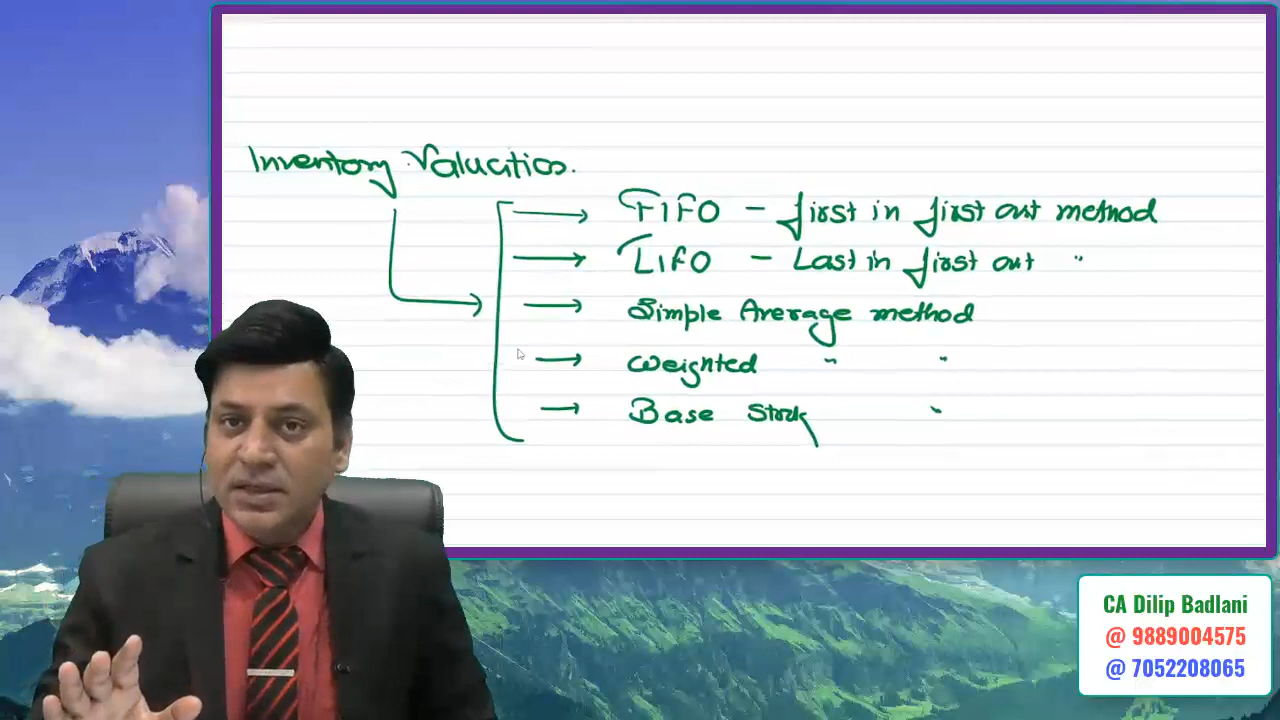 Inventory Valuation.
FIFO - first in first out method
LIFO - Last in first out "
Simple Average method
Weighted " "
Base Stock "
CA Dilip Badlani
@ 9889004575
@ 7052208065